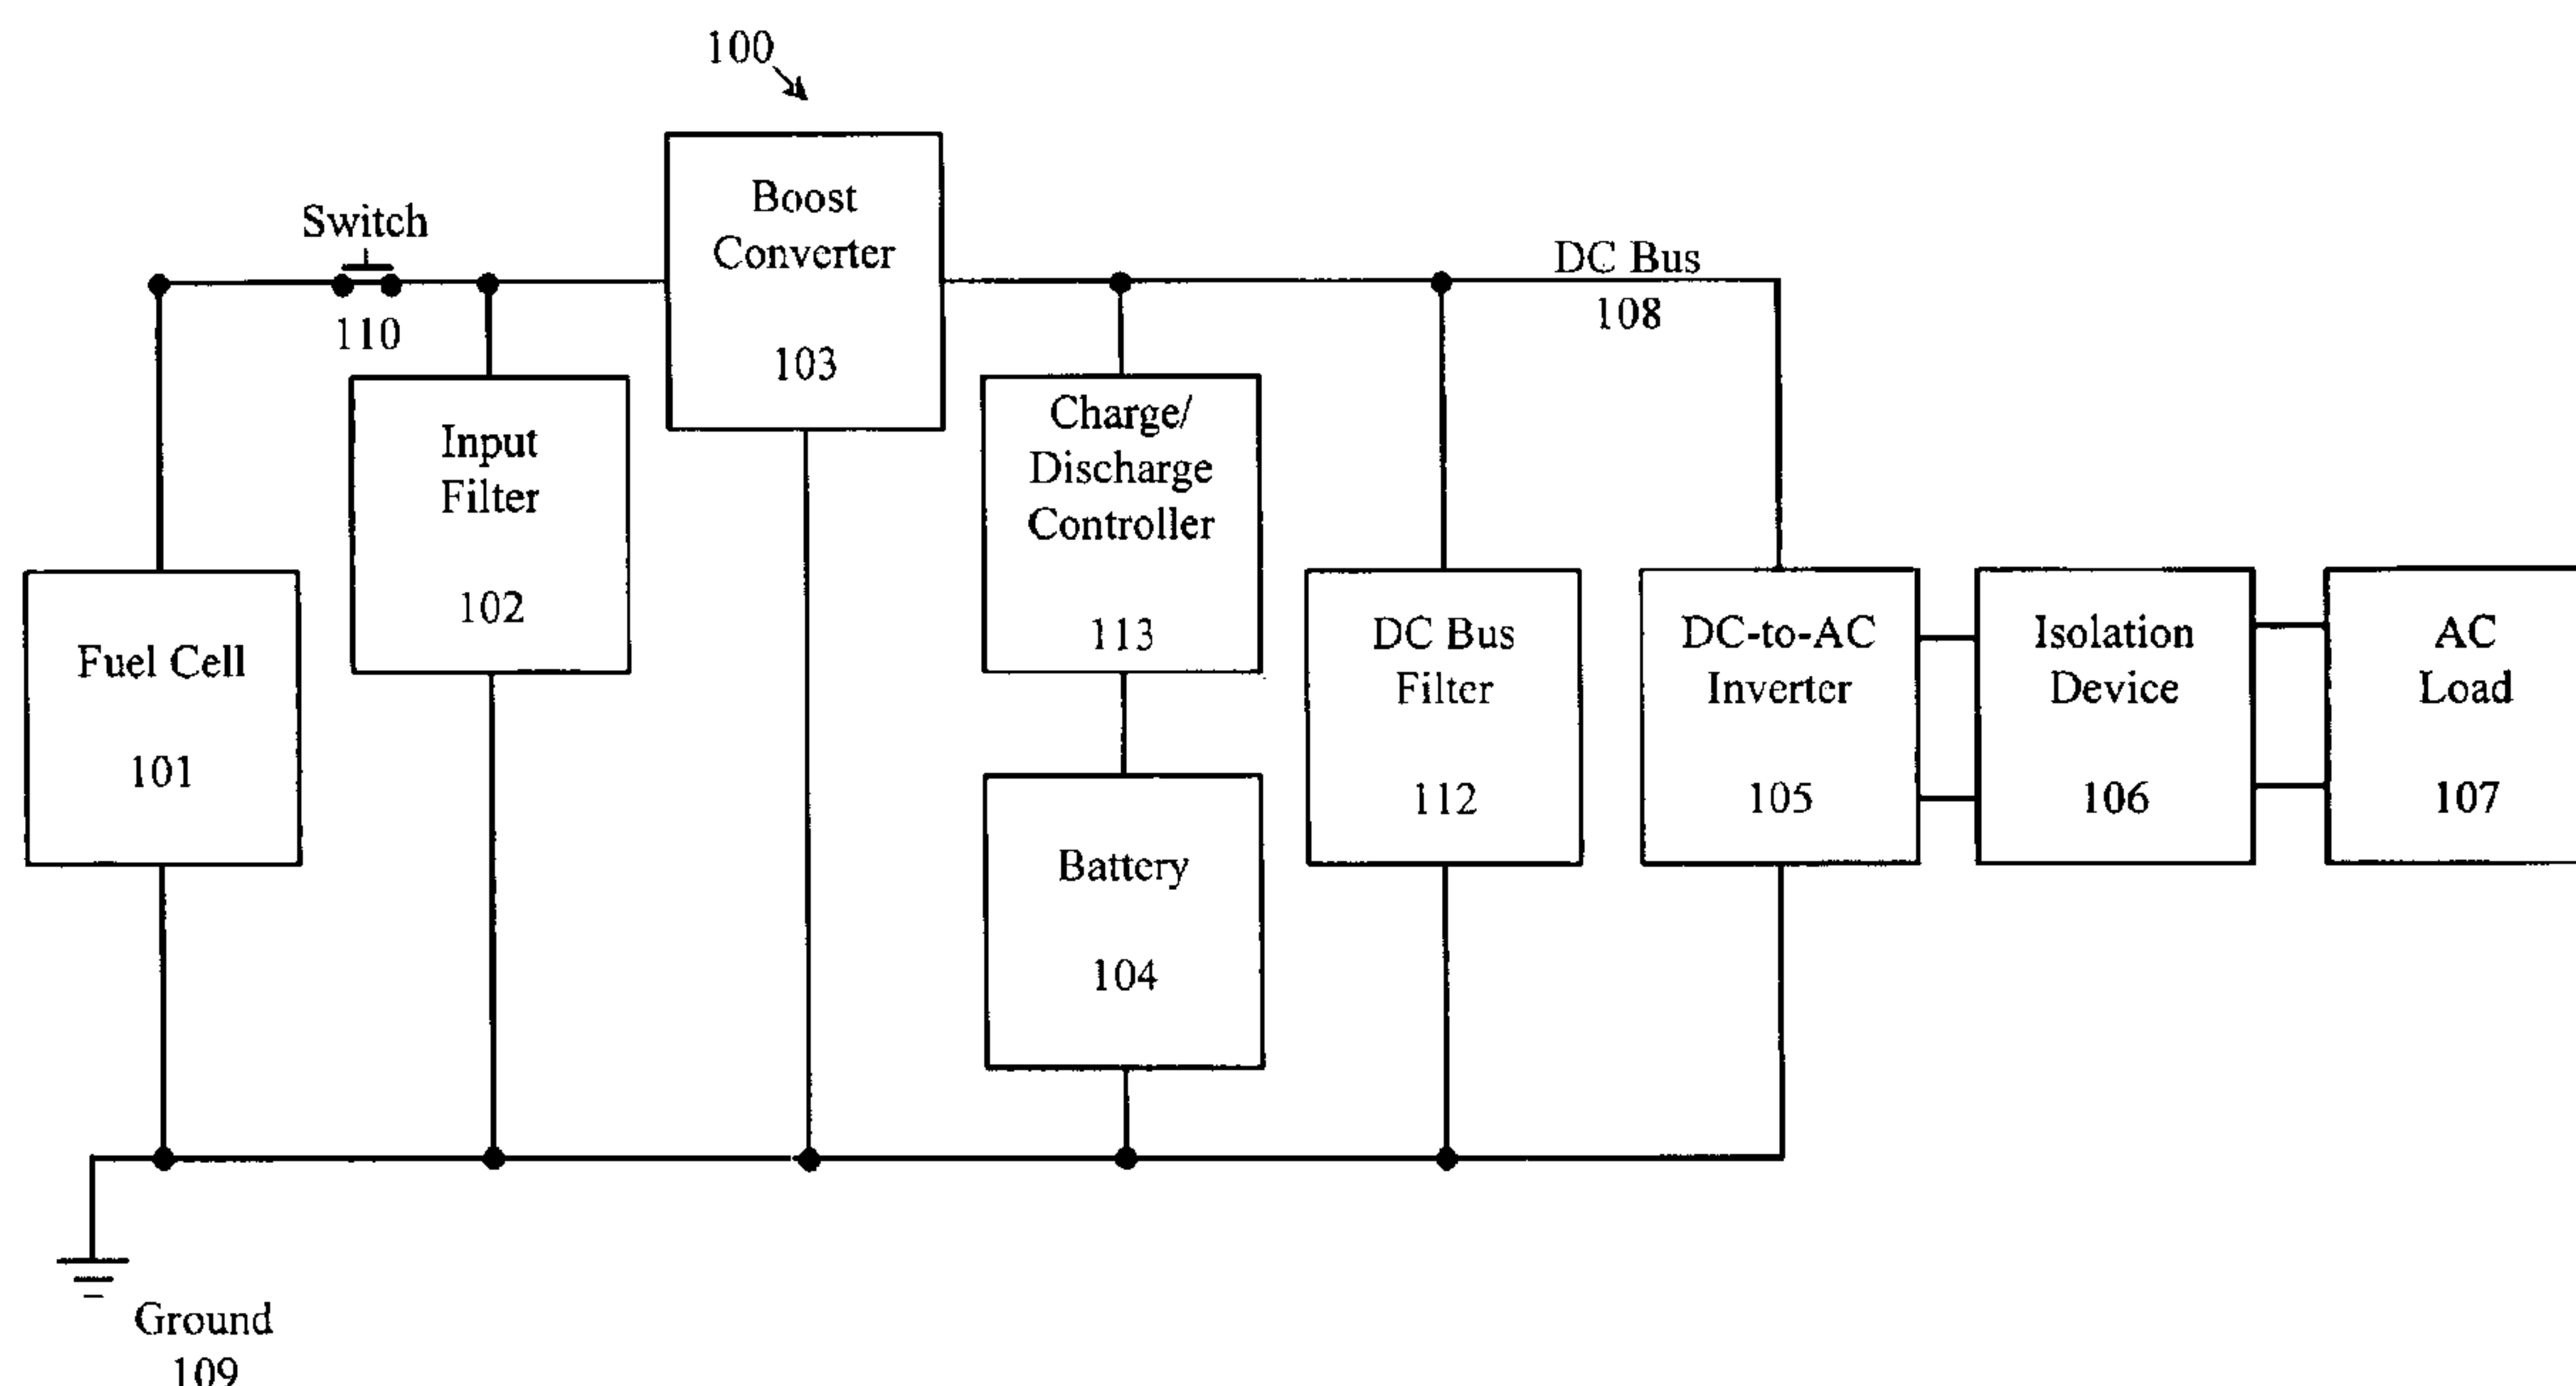 100
Boost
Converter
103
Switch
110
DC Bus
108
Input
Filter
102
Charge/
Discharge
Controller
113
Fuel Cell
101
Battery
104
DC Bus
Filter
112
DC-to-AC
Inverter
105
Isolation
Device
106
AC
Load
107
Ground
109